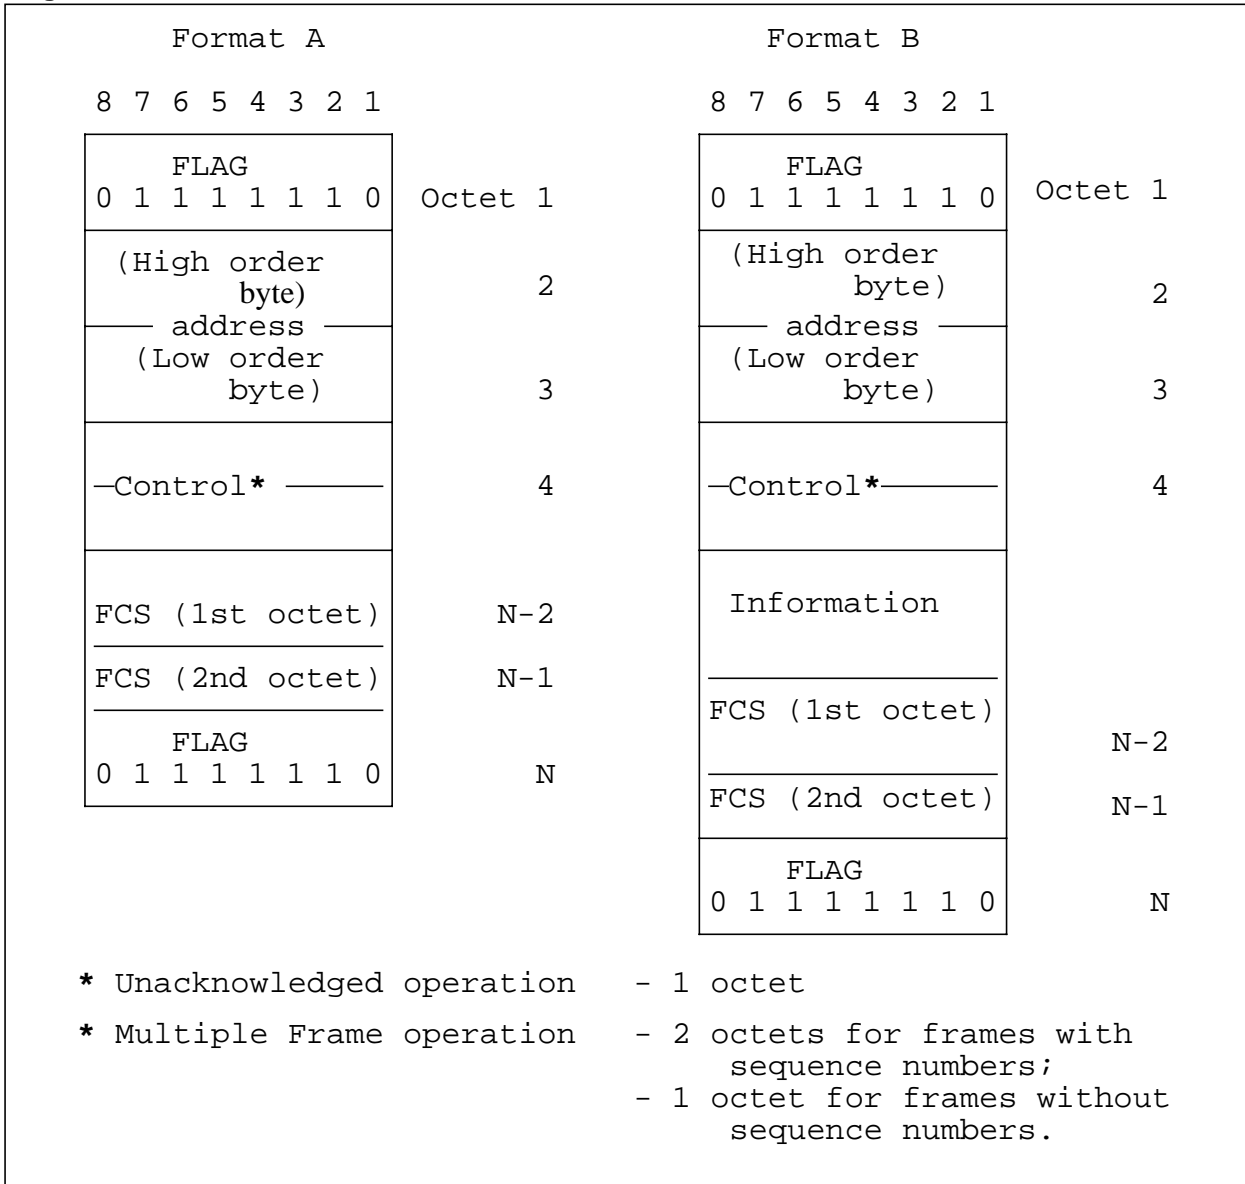 Format A Format B
8 7 6 5 4 3 2 1 8 7 6 5 4 3 2 1
FLAG FLAG
0 1 1 1 1 1 1 0 Octet 1 0 1 1 1 1 1 1 0 Octet 1
(High order (High order
byte) 2 byte) 2
address address
(Low order (Low order
byte) 3 byte) 3
Control* 4 Control* 4
Information
FCS (1st octet) N-2
FCS (2nd octet) N-1
FCS (1st octet)
FLAG N-2
0 1 1 1 1 1 1 0 N
FCS (2nd octet) N-1
FLAG
0 1 1 1 1 1 1 0 N
* Unacknowledged operation - 1 octet
* Multiple Frame operation - 2 octets for frames with
sequence numbers;
- 1 octet for frames without
sequence numbers.